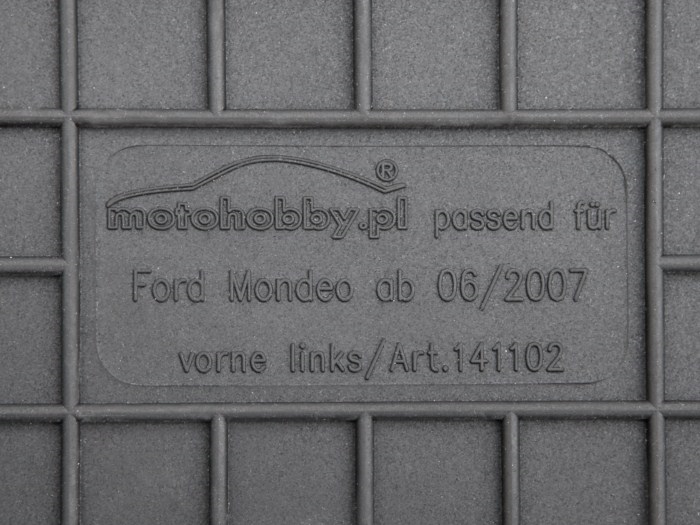 motohobby.pl® passend für
Ford Mondeo ab 06/2007
vorne links/Art.141102